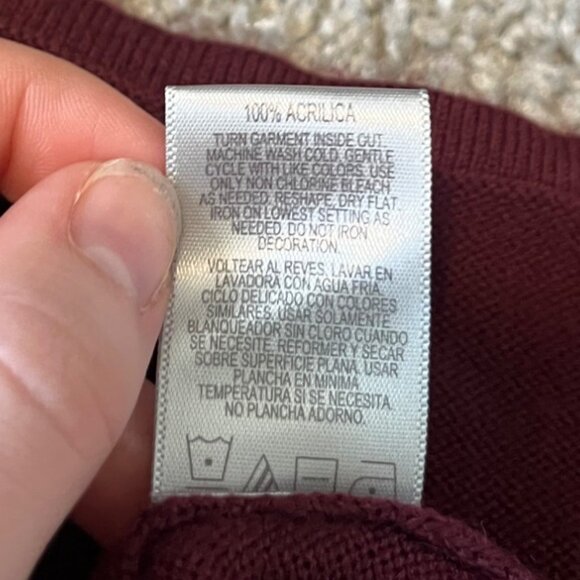 100% ACRILICA
TURN GARMENT INSIDE OUT.
MACHINE WASH COLD, GENTLE
CYCLE WITH LIKE COLORS. USE
ONLY NON CHLORINE BLEACH
AS NEEDED. RESHAPE, DRY FLAT.
IRON ON LOWEST SETTING AS
NEEDED. DO NOT IRON
DECORATION.
VOLTEAR AL REVES. LAVAR EN
LAVADORA CON AGUA FRIA,
CICLO DELICADO CON COLORES
SIMILARES. USAR SOLAMENTE
BLANQUEADOR SIN CLORO CUANDO
SE NECESITE. REFORMER Y SECAR
SOBRE SUPERFICIE PLANA. USAR
PLANCHA EN MINIMA
TEMPERATURA SI SE NECESITA.
NO PLANCHA ADORNO.